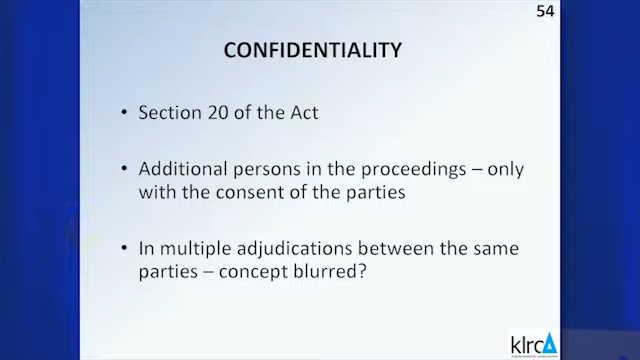 54
CONFIDENTIALITY
• Section 20 of the Act
• Additional persons in the proceedings – only
with the consent of the parties
• In multiple adjudications between the same
parties – concept blurred?
klrcA